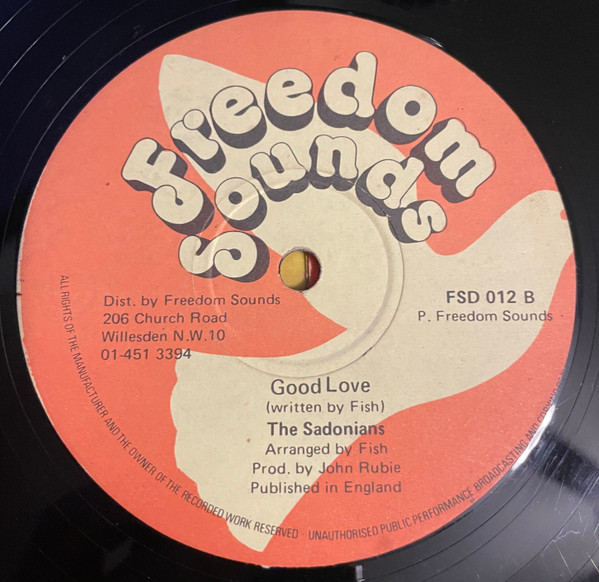 Freedom
Sounds
Dist. by Freedom Sounds
206 Church Road
Willesden N.W.10
01-451 3394
FSD 012 B
P. Freedom Sounds
Good Love
(written by Fish)
The Sadonians
Arranged by Fish
Prod. by John Rubie
Published in England
ALL RIGHTS OF THE MANUFACTURER AND THE OWNER OF THE RECORDED WORK RESERVED · UNAUTHORISED PUBLIC PERFORMANCE BROADCASTING AND